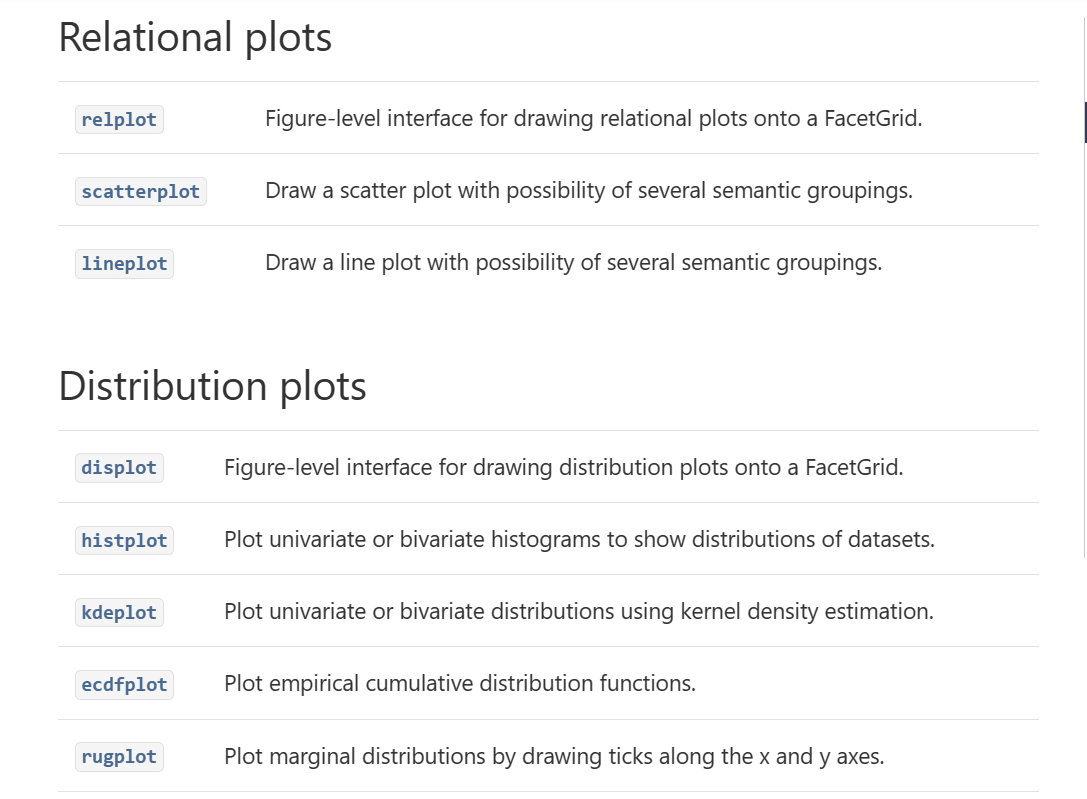 Relational plots
relplot Figure-level interface for drawing relational plots onto a FacetGrid.
scatterplot Draw a scatter plot with possibility of several semantic groupings.
lineplot Draw a line plot with possibility of several semantic groupings.
Distribution plots
displot Figure-level interface for drawing distribution plots onto a FacetGrid.
histplot Plot univariate or bivariate histograms to show distributions of datasets.
kdeplot Plot univariate or bivariate distributions using kernel density estimation.
ecdfplot Plot empirical cumulative distribution functions.
rugplot Plot marginal distributions by drawing ticks along the x and y axes.